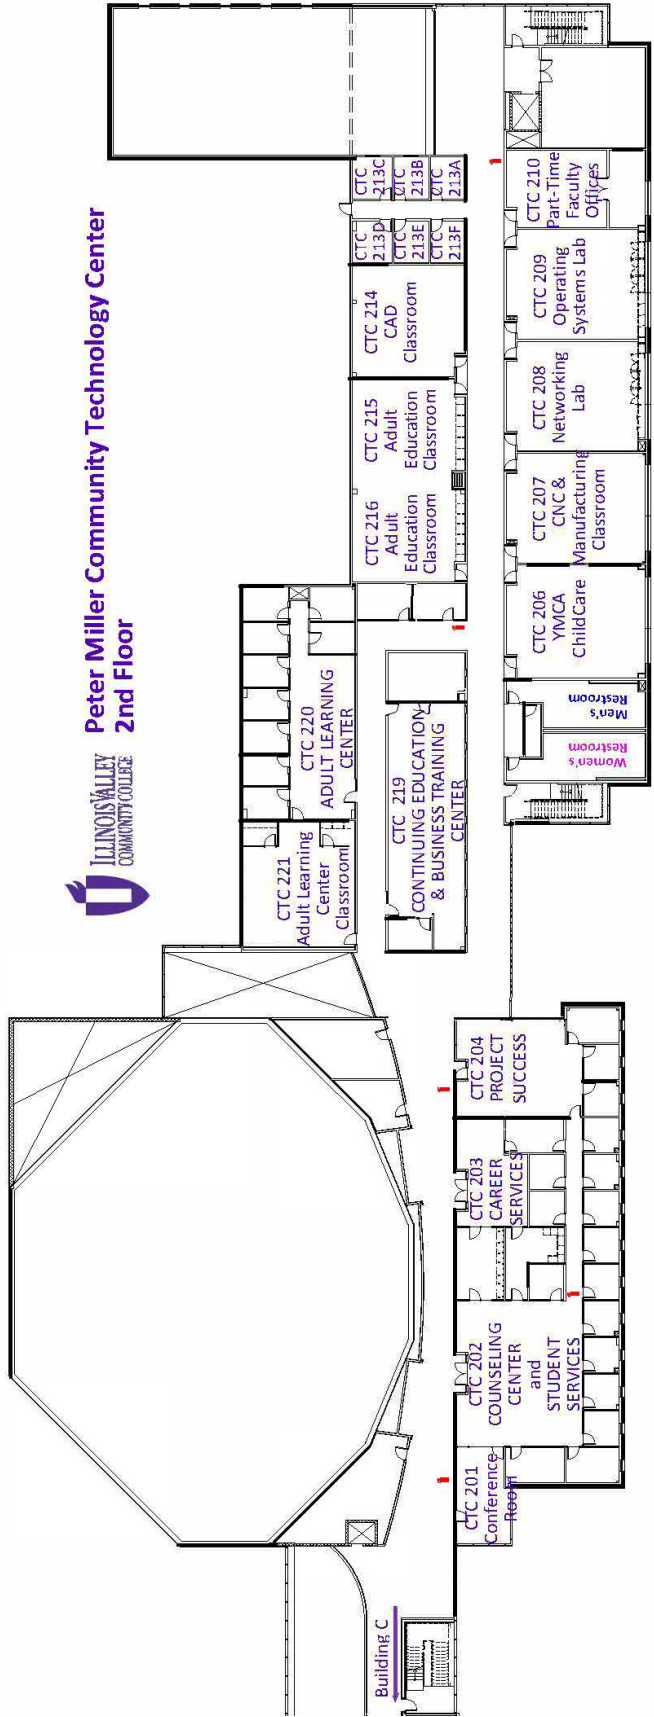 Peter Miller Community Technology Center
2nd Floor
ILLINOIS VALLEY
COMMUNITY COLLEGE
CTC
213C
CTC
213B
CTC
213A
CTC
213D
CTC
213E
CTC
213F
CTC 210
Part-Time
Faculty
Offices
CTC 214
CAD
Classroom
CTC 209
Operating
Systems Lab
CTC 215
Adult
Education
Classroom
CTC 208
Networking
Lab
CTC 216
Adult
Education
Classroom
CTC 207
CNC &
Manufacturing
Classroom
CTC 206
YMCA
ChildCare
CTC 220
ADULT LEARNING
CENTER
Men's
Restroom
Women's
Restroom
CTC 219
CONTINUING EDUCATION
& BUSINESS TRAINING
CENTER
CTC 221
Adult Learning
Center
Classroom
CTC 204
PROJECT
SUCCESS
CTC 203
CAREER
SERVICES
CTC 202
COUNSELING
CENTER
and
STUDENT
SERVICES
CTC 201
Conference
Room
Building C